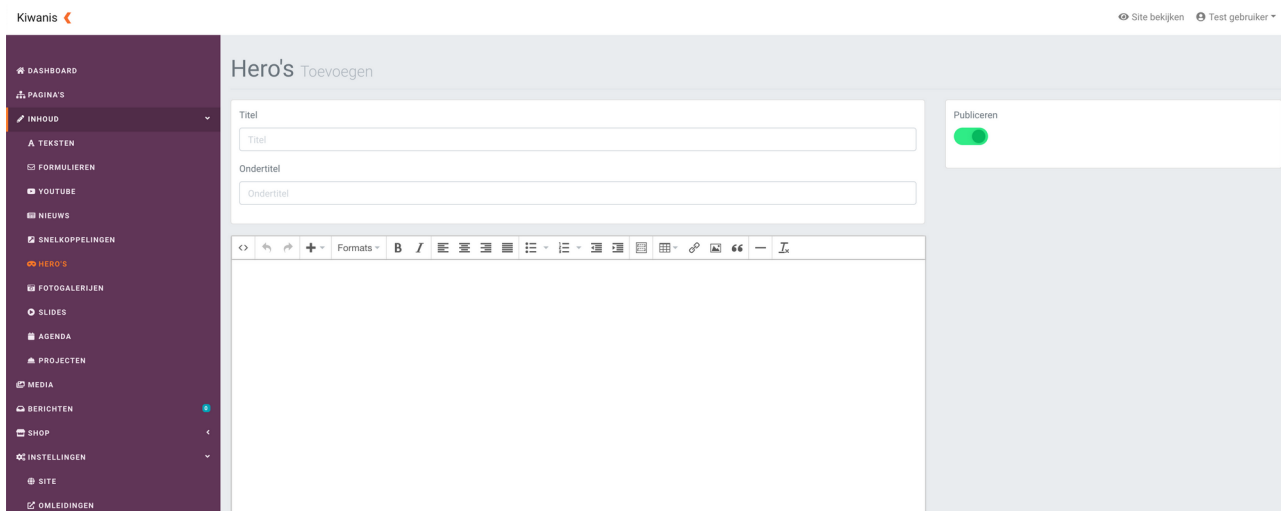 Kiwanis
Site bekijken
Test gebruiker
DASHBOARD
PAGINA'S
INHOUD
TEKSTEN
FORMULIEREN
YOUTUBE
NIEUWS
SNELKOPPELINGEN
HERO'S
FOTOGALERIJEN
SLIDES
AGENDA
PROJECTEN
MEDIA
BERICHTEN 0
SHOP
INSTELLINGEN
SITE
OMLEIDINGEN
Hero's Toevoegen
Titel
Titel
Ondertitel
Ondertitel
Formats
B I
Publiceren